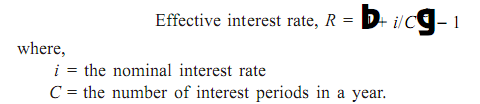 Effective interest rate, R = b+ i/Cg– 1
where,
i = the nominal interest rate
C = the number of interest periods in a year.